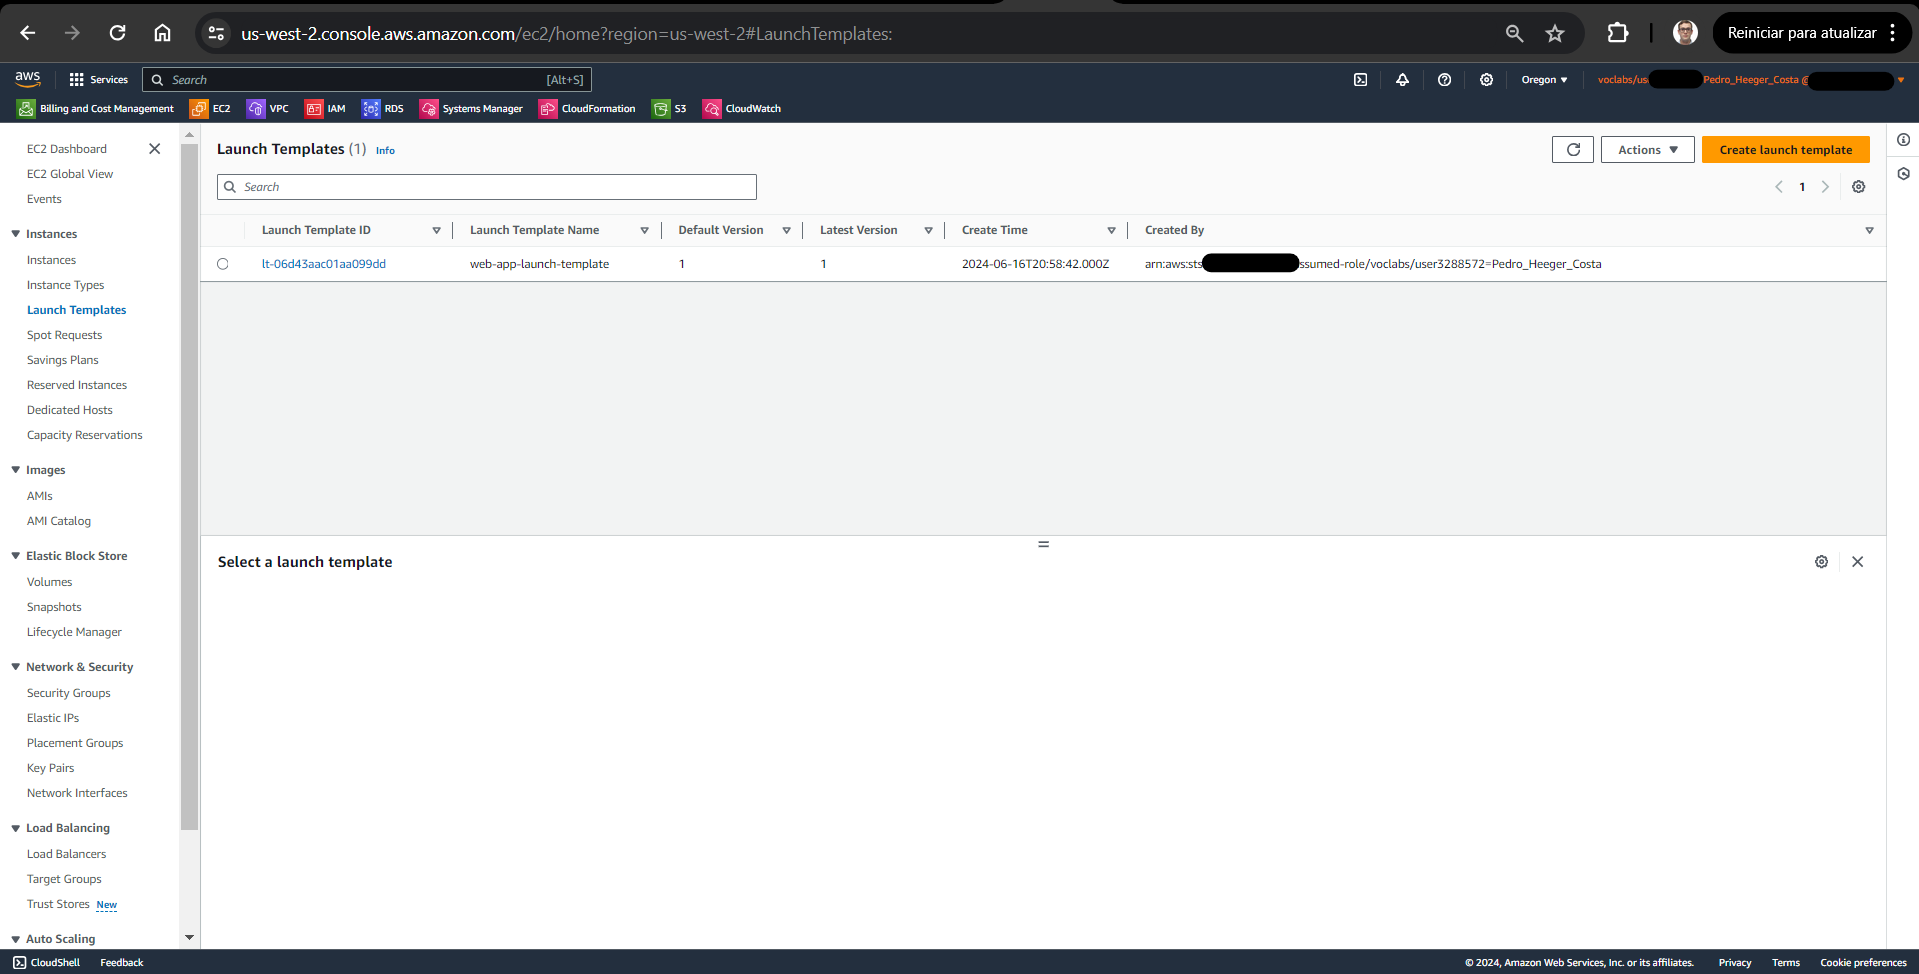 us-west-2.console.aws.amazon.com/ec2/home?region=us-west-2#LaunchTemplates:
Reiniciar para atualizar
aws
Services
Search
[Alt+S]
Oregon
voclabs/us
Pedro_Heeger_Costa @
Billing and Cost Management
EC2
VPC
IAM
RDS
Systems Manager
CloudFormation
S3
CloudWatch
EC2 Dashboard
EC2 Global View
Events
Instances
Instances
Instance Types
Launch Templates
Spot Requests
Savings Plans
Reserved Instances
Dedicated Hosts
Capacity Reservations
Images
AMIs
AMI Catalog
Elastic Block Store
Volumes
Snapshots
Lifecycle Manager
Network & Security
Security Groups
Elastic IPs
Placement Groups
Key Pairs
Network Interfaces
Load Balancing
Load Balancers
Target Groups
Trust Stores New
Auto Scaling
Launch Templates (1) Info
Actions
Create launch template
Search
1
Launch Template ID
Launch Template Name
Default Version
Latest Version
Create Time
Created By
lt-06d43aac01aa099dd
web-app-launch-template
1
1
2024-06-16T20:58:42.000Z
arn:aws:sts
ssumed-role/voclabs/user3288572=Pedro_Heeger_Costa
Select a launch template
CloudShell
Feedback
© 2024, Amazon Web Services, Inc. or its affiliates.
Privacy
Terms
Cookie preferences